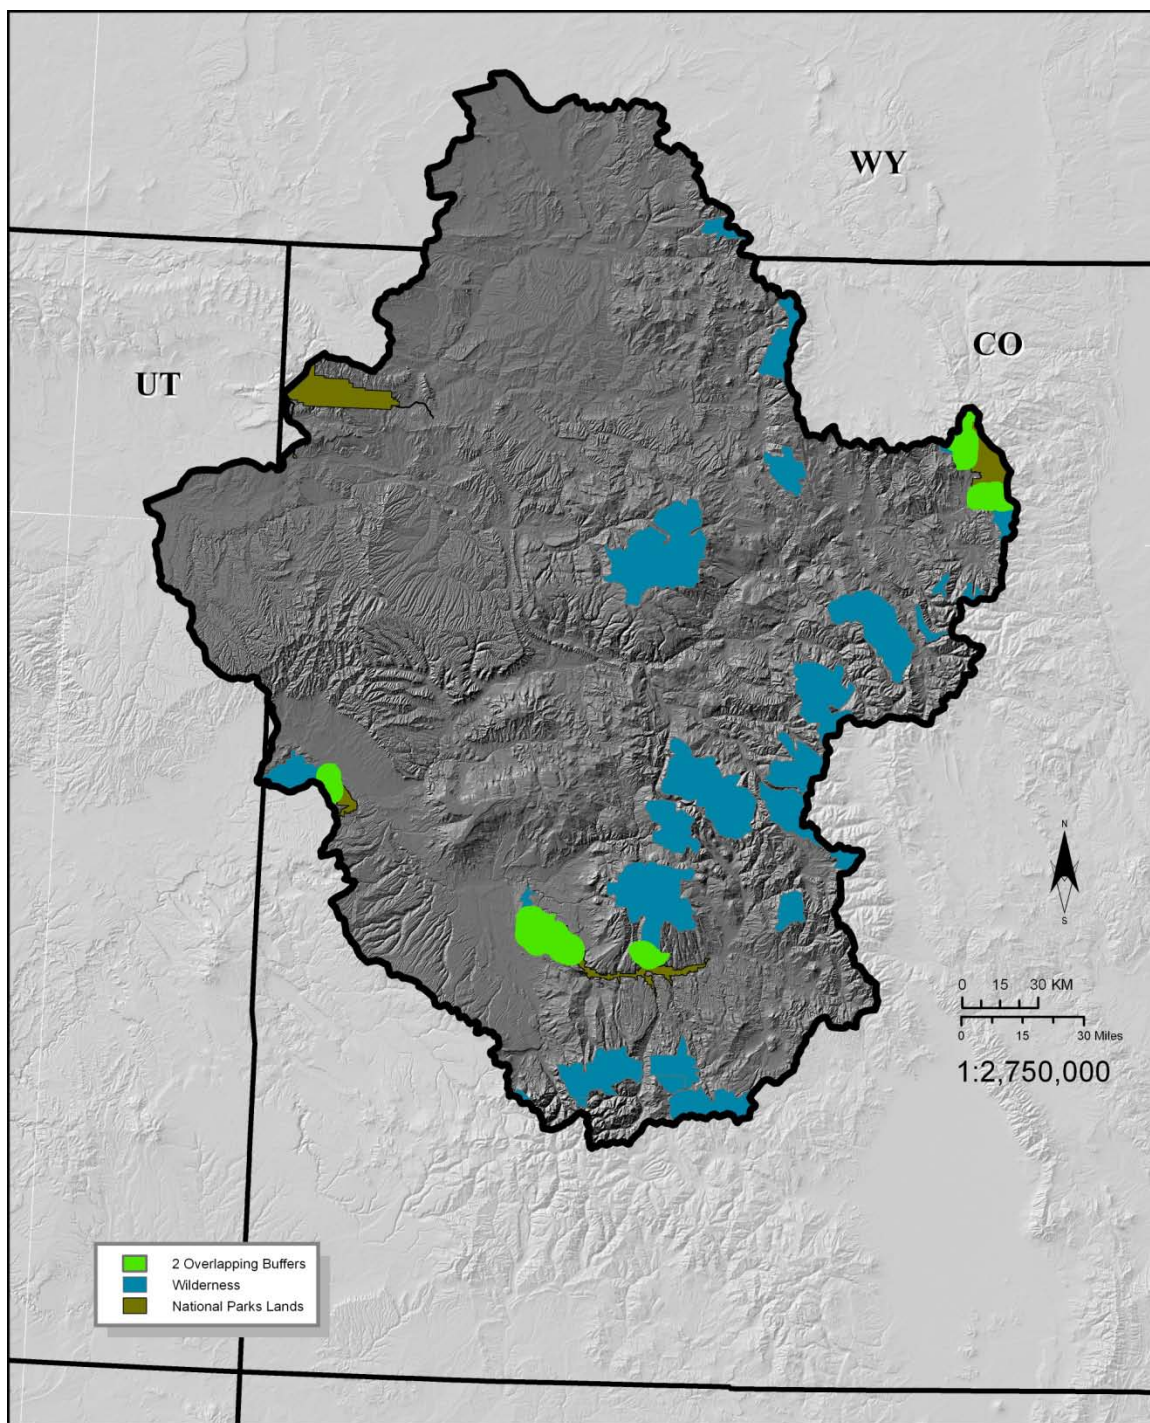 WY
CO
UT
N
S
0 15 30 KM
0 15 30 Miles
1:2,750,000
2 Overlapping Buffers
Wilderness
National Parks Lands